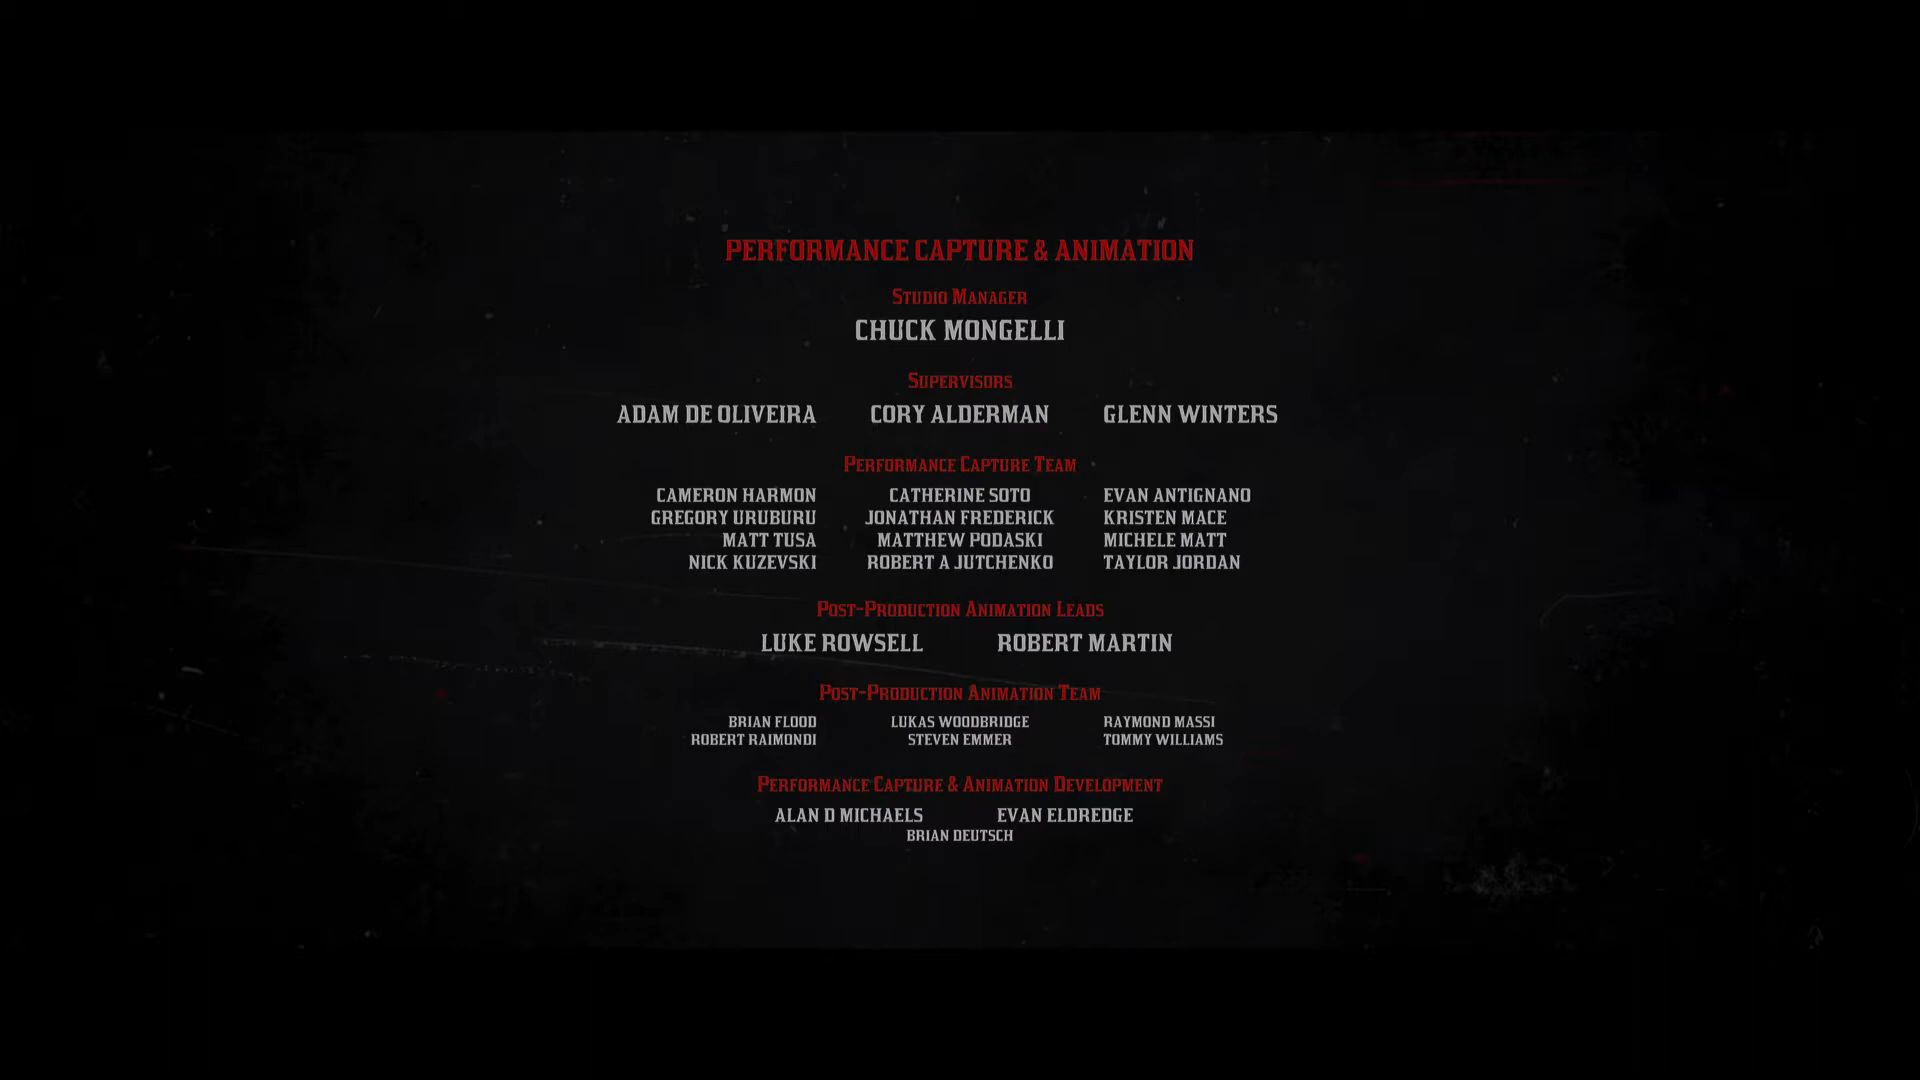 PERFORMANCE CAPTURE & ANIMATION
STUDIO MANAGER
CHUCK MONGELLI
SUPERVISORS
ADAM DE OLIVEIRA CORY ALDERMAN GLENN WINTERS
PERFORMANCE CAPTURE TEAM
CAMERON HARMON CATHERINE SOTO EVAN ANTIGNANO
GREGORY URUBURU JONATHAN FREDERICK KRISTEN MACE
MATT TUSA MATTHEW PODASKI MICHELE MATT
NICK KUZEVSKI ROBERT A JUTCHENKO TAYLOR JORDAN
POST-PRODUCTION ANIMATION LEADS
LUKE ROWSELL ROBERT MARTIN
POST-PRODUCTION ANIMATION TEAM
BRIAN FLOOD LUKAS WOODBRIDGE RAYMOND MASSI
ROBERT RAIMONDI STEVEN EMMER TOMMY WILLIAMS
PERFORMANCE CAPTURE & ANIMATION DEVELOPMENT
ALAN D MICHAELS EVAN ELDREDGE
BRIAN DEUTSCH